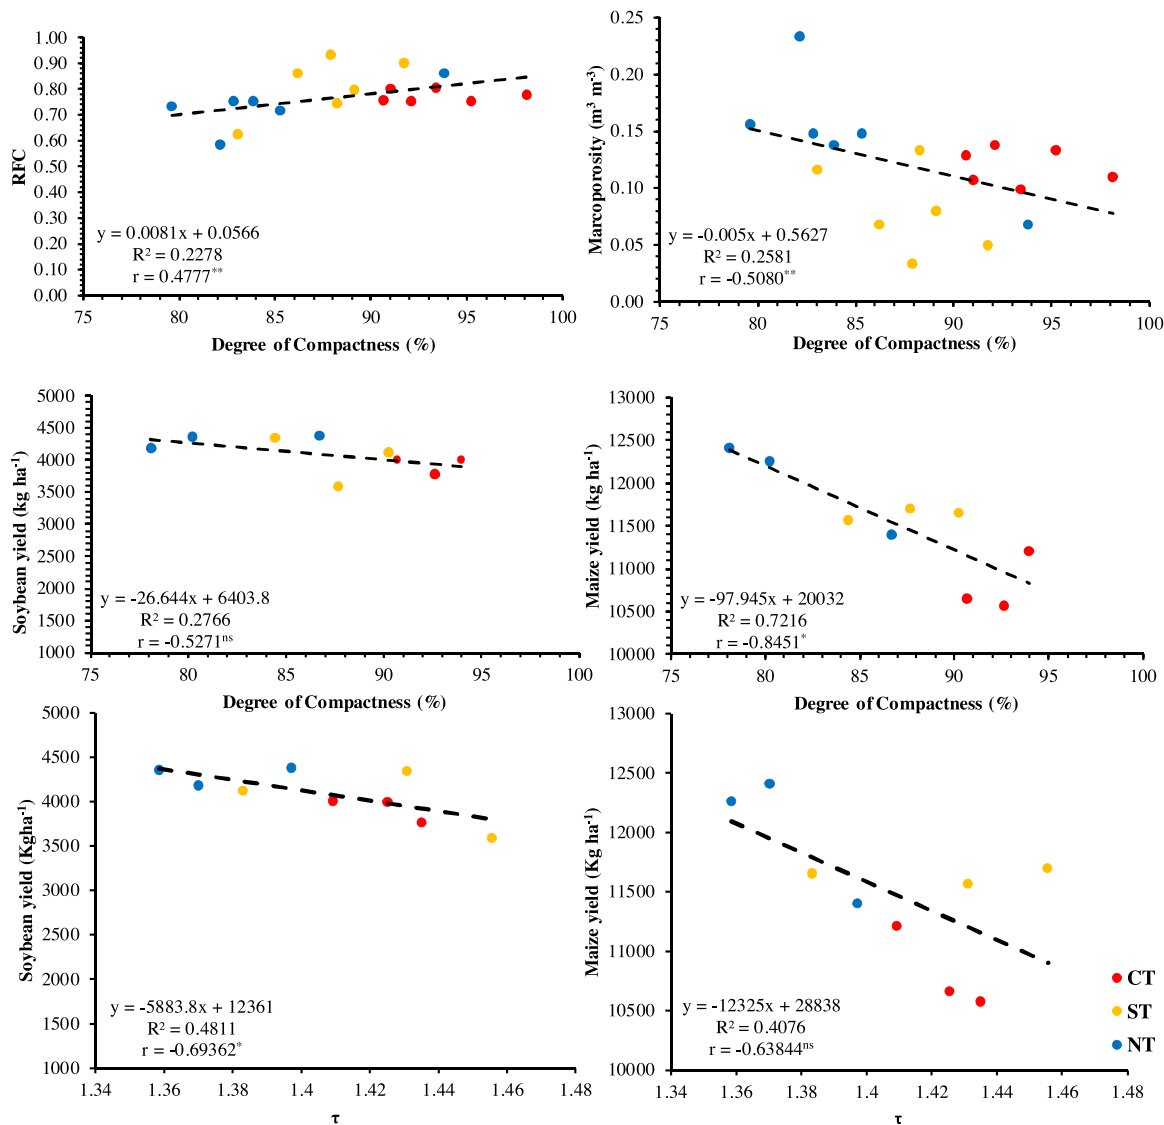 1.00
0.90
0.80
0.70
0.60
0.50
0.40
0.30
0.20
0.10
0.00
RFC
y = 0.0081x + 0.0566
R² = 0.2278
r = 0.4777**
75 80 85 90 95 100
Degree of Compactness (%)
0.25
0.20
0.15
0.10
0.05
0.00
Marcoporosity (m³ m⁻³)
y = -0.005x + 0.5627
R² = 0.2581
r = -0.5080**
75 80 85 90 95 100
Degree of Compactness (%)
5000
4500
4000
3500
3000
2500
2000
1500
1000
Soybean yield (kg ha⁻¹)
y = -26.644x + 6403.8
R² = 0.2766
r = -0.5271ns
75 80 85 90 95 100
Degree of Compactness (%)
13000
12500
12000
11500
11000
10500
10000
Maize yield (kg ha⁻¹)
y = -97.945x + 20032
R² = 0.7216
r = -0.8451*
75 80 85 90 95 100
Degree of Compactness (%)
5000
4500
4000
3500
3000
2500
2000
1500
1000
Soybean yield (Kgha⁻¹)
y = -5883.8x + 12361
R² = 0.4811
r = -0.69362*
1.34 1.36 1.38 1.4 1.42 1.44 1.46 1.48
τ
13000
12500
12000
11500
11000
10500
10000
Maize yield (Kg ha⁻¹)
y = -12325x + 28838
R² = 0.4076
r = -0.63844ns
1.34 1.36 1.38 1.4 1.42 1.44 1.46 1.48
τ
CT
ST
NT